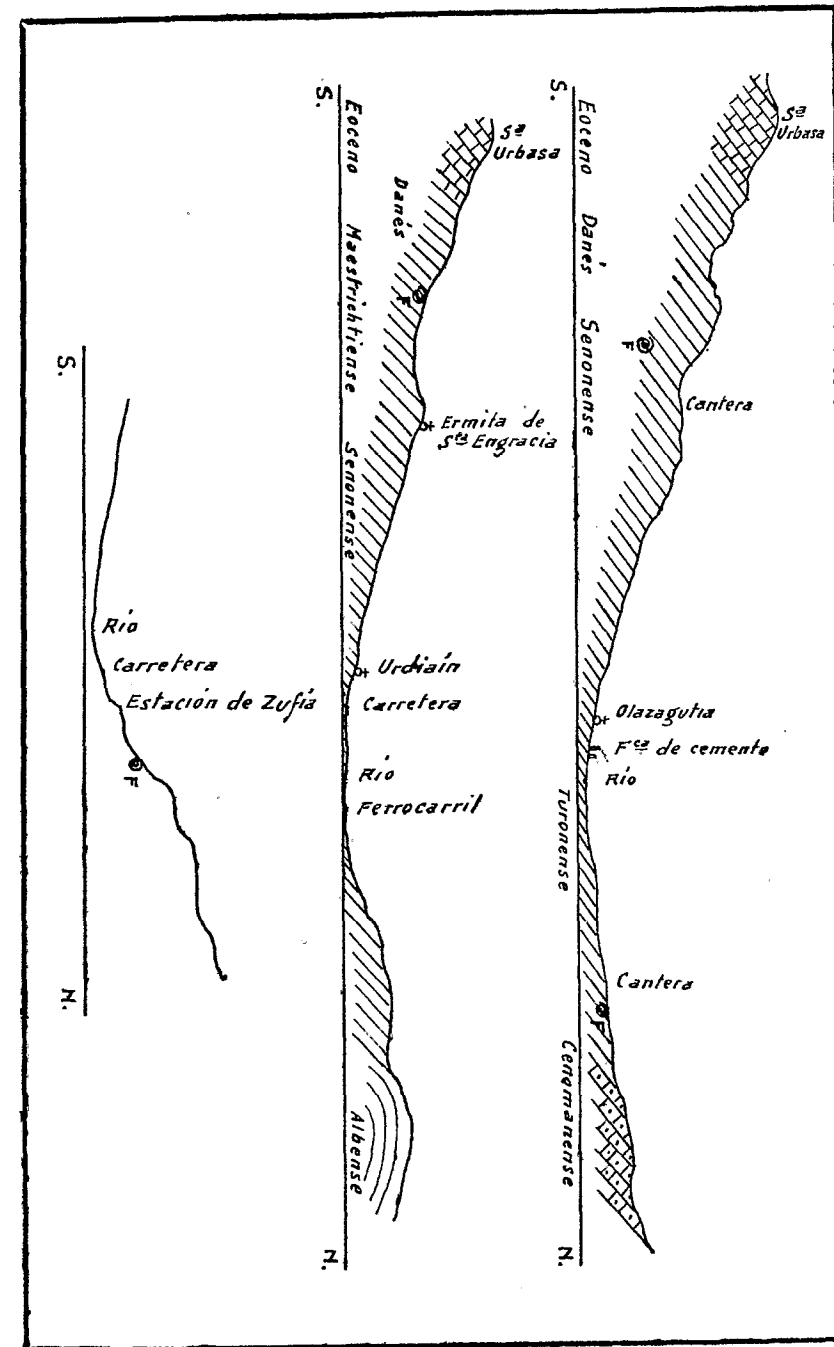 S.
Eoceno
Danés
Senonense
Turonense
Cenomanense
N.
Sª
Urbasa
F
Cantera
Olazagutia
Fca de cemento
Río
Cantera
F
S.
Eoceno
Maestrichtiense
Senonense
Albense
N.
Sª
Urbasa
Danés
F
Ermita de
Sta Engracia
Urdiaín
Carretera
Río
Ferrocarril
S.
Río
Carretera
Estación de Zufía
F
N.